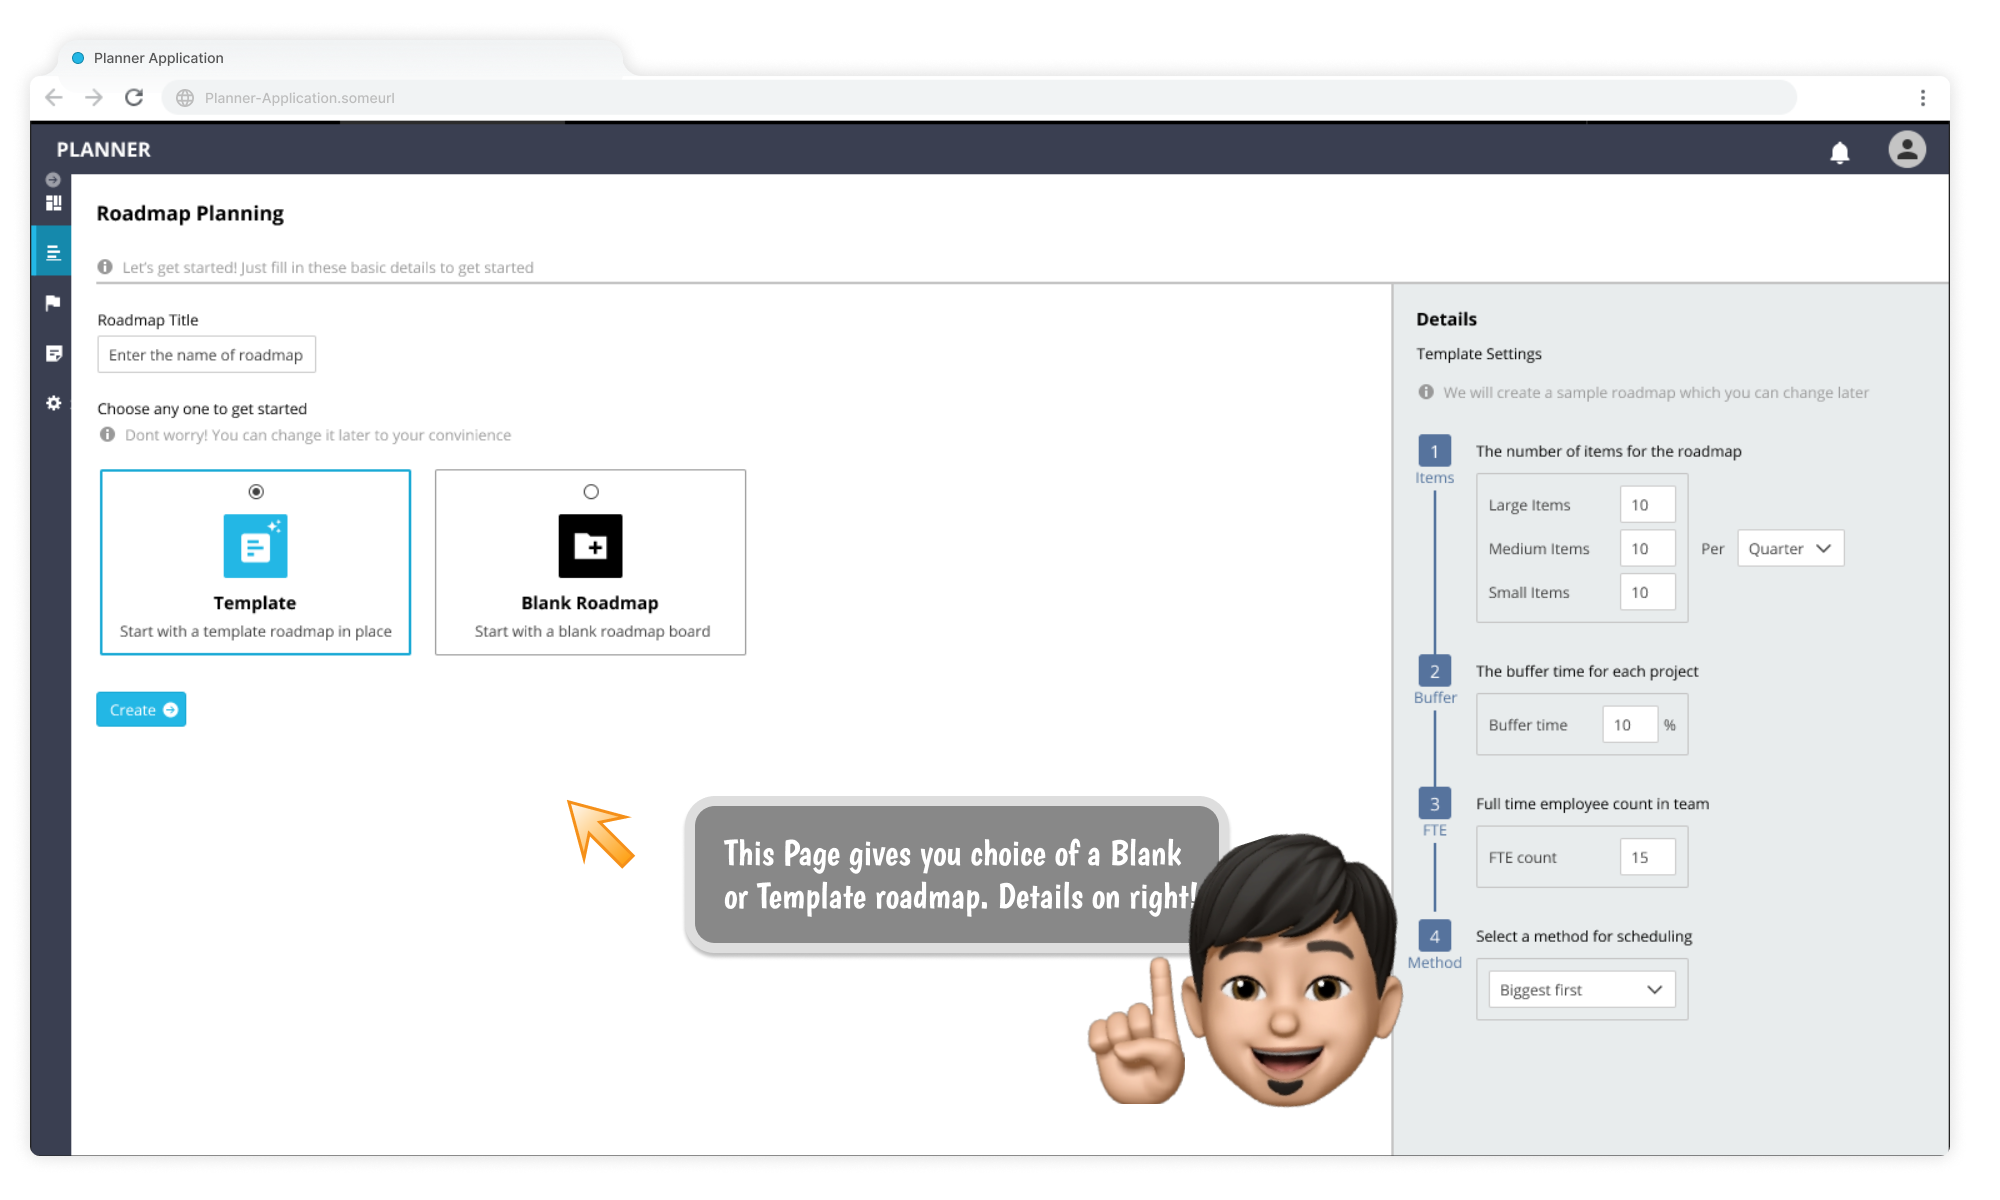 Planner Application
Planner-Application.someurl
PLANNER
Roadmap Planning
Let's get started! Just fill in these basic details to get started
Roadmap Title
Enter the name of roadmap
Choose any one to get started
Dont worry! You can change it later to your convinience
Template
Start with a template roadmap in place
Blank Roadmap
Start with a blank roadmap board
Create
This Page gives you choice of a Blank
or Template roadmap. Details on right!
Details
Template Settings
We will create a sample roadmap which you can change later
1
Items
The number of items for the roadmap
Large Items 10
Medium Items 10 Per Quarter
Small Items 10
2
Buffer
The buffer time for each project
Buffer time 10 %
3
FTE
Full time employee count in team
FTE count 15
4
Method
Select a method for scheduling
Biggest first